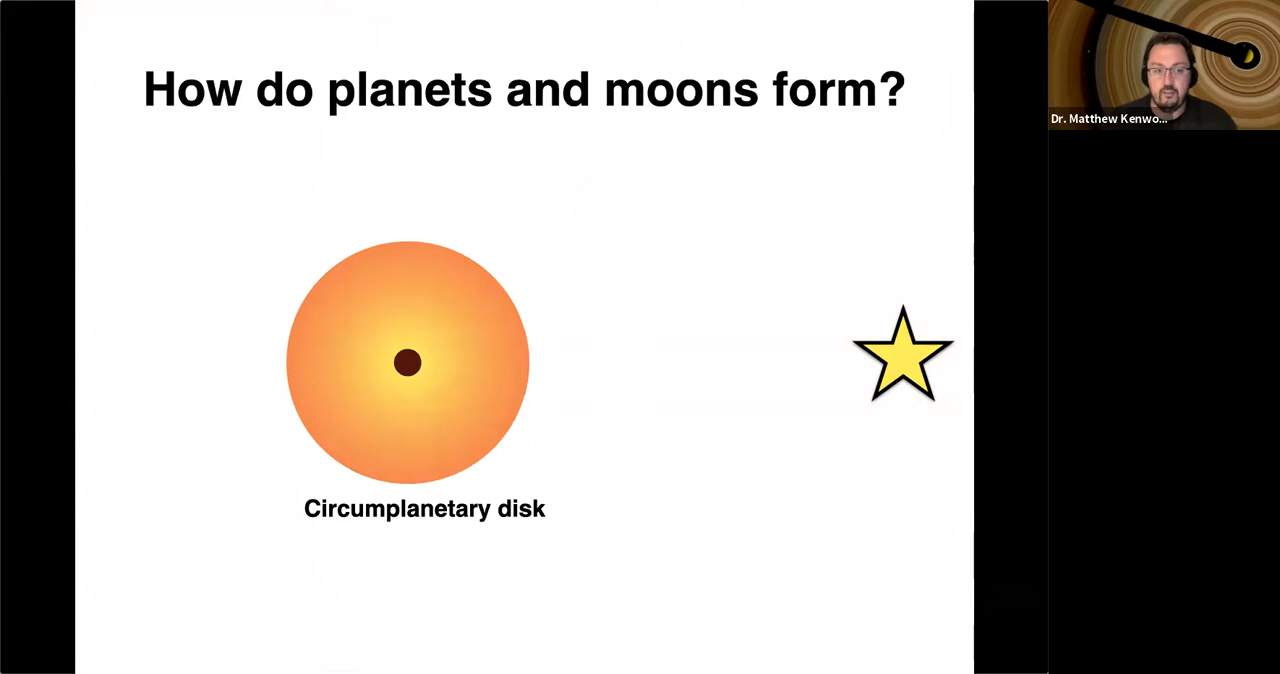 How do planets and moons form?
Dr. Matthew Kenwo...
Circumplanetary disk